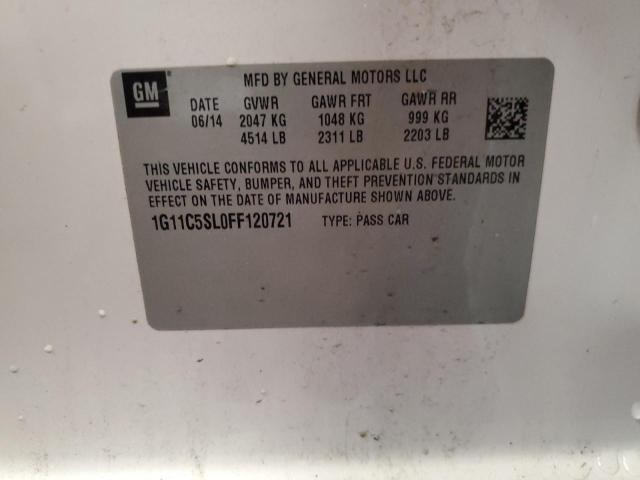 GM MFD BY GENERAL MOTORS LLC
DATE GVWR GAWR FRT GAWR RR
06/14 2047 KG 1048 KG 999 KG
4514 LB 2311 LB 2203 LB
THIS VEHICLE CONFORMS TO ALL APPLICABLE U.S. FEDERAL MOTOR
VEHICLE SAFETY, BUMPER, AND THEFT PREVENTION STANDARDS IN
EFFECT ON THE DATE OF MANUFACTURE SHOWN ABOVE.
1G11C5SL0FF120721 TYPE: PASS CAR